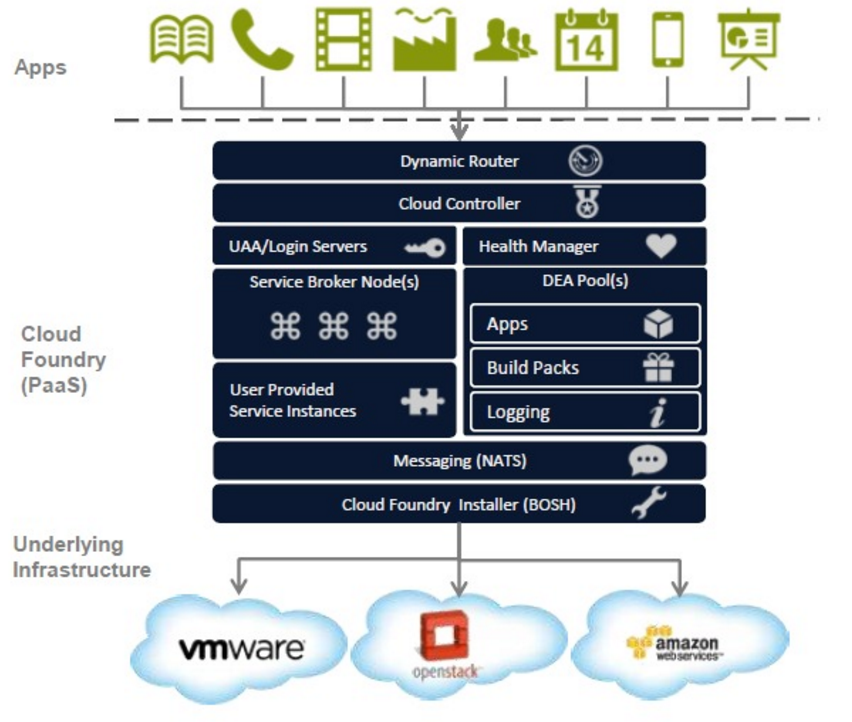 Apps
14
Dynamic Router
Cloud Controller
UAA/Login Servers
Health Manager
Service Broker Node(s)
DEA Pool(s)
Apps
Build Packs
Logging
User Provided
Service Instances
Cloud
Foundry
(PaaS)
Messaging (NATS)
Cloud Foundry Installer (BOSH)
Underlying
Infrastructure
vmware
openstack
amazon
webservices™